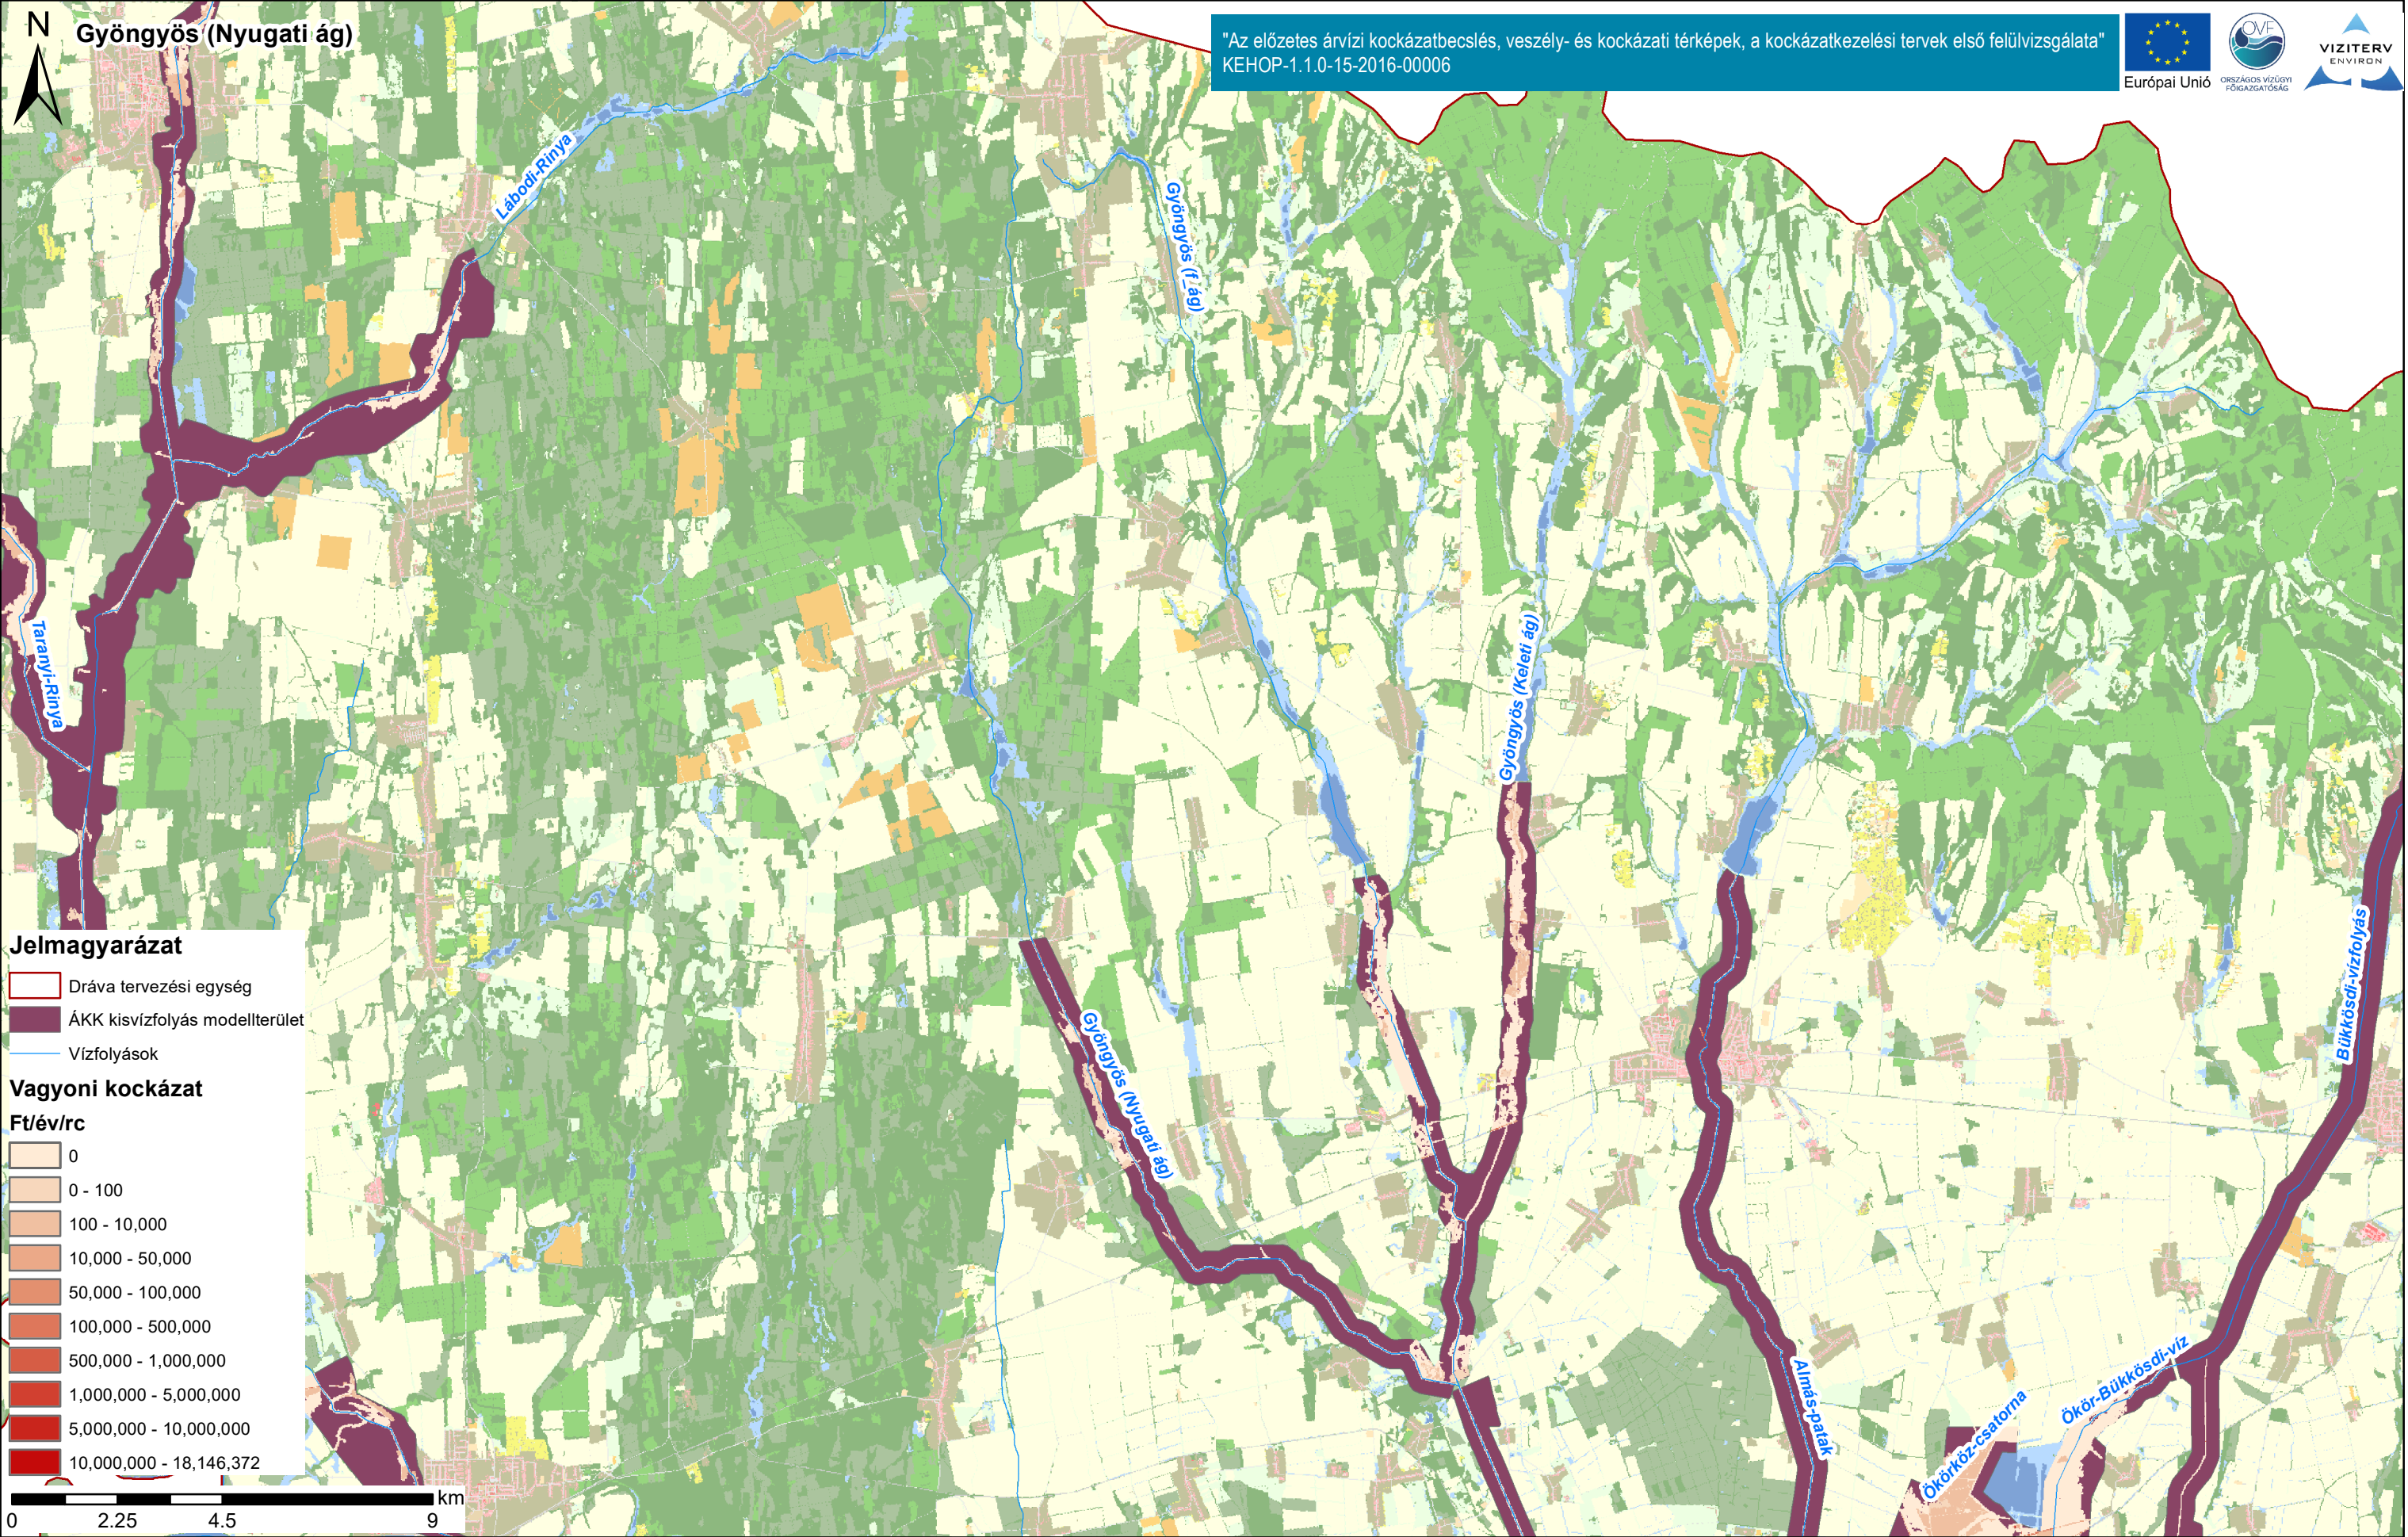 N
Gyöngyös (Nyugati ág)
"Az előzetes árvízi kockázatbecslés, veszély- és kockázati térképek, a kockázatkezelési tervek első felülvizsgálata"
KEHOP-1.1.0-15-2016-00006
Európai Unió
OVF
ORSZÁGOS VÍZÜGYI
FŐIGAZGATÓSÁG
VIZITERV
ENVIRON
Lábodi-Rinya
Gyöngyös (f_ág)
Taranyi-Rinya
Gyöngyös (Keleti ág)
Bükkösdi-vízfolyás
Gyöngyös (Nyugati ág)
Almás-patak
Ökör-Bükkösdi-víz
Ökörköz-csatorna
Jelmagyarázat
Dráva tervezési egység
ÁKK kisvízfolyás modellterület
Vízfolyások
Vagyoni kockázat
Ft/év/rc
0
0 - 100
100 - 10,000
10,000 - 50,000
50,000 - 100,000
100,000 - 500,000
500,000 - 1,000,000
1,000,000 - 5,000,000
5,000,000 - 10,000,000
10,000,000 - 18,146,372
km
0 2.25 4.5 9